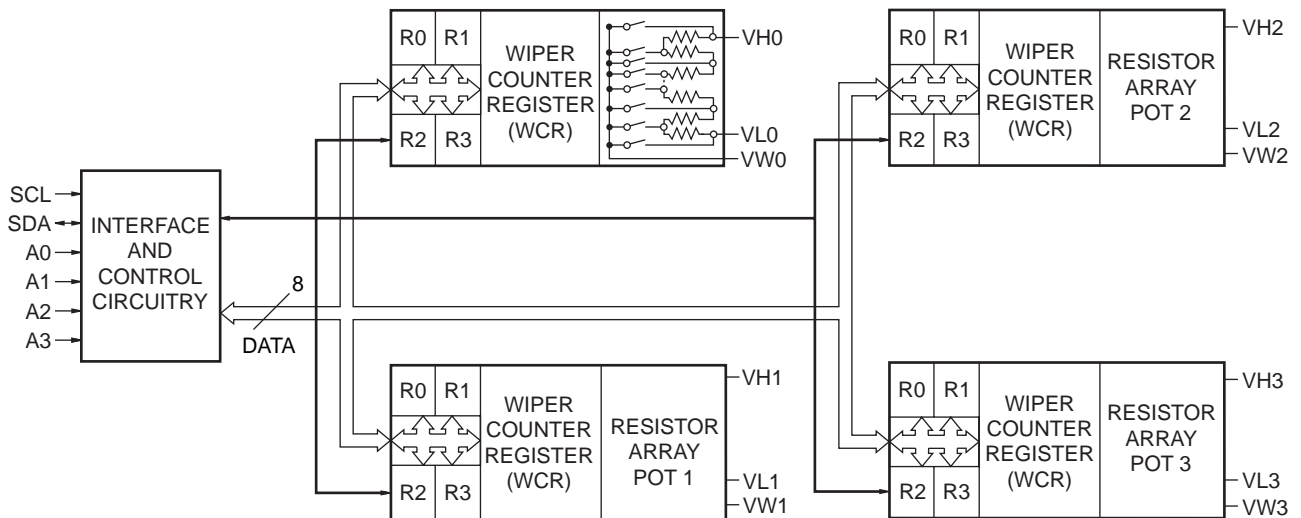 R0 R1
R2 R3
WIPER
COUNTER
REGISTER
(WCR)
VH0
VL0
VW0
R0 R1
R2 R3
WIPER
COUNTER
REGISTER
(WCR)
RESISTOR
ARRAY
POT 2
VH2
VL2
VW2
SCL
SDA
A0
A1
A2
A3
INTERFACE
AND
CONTROL
CIRCUITRY
8
DATA
R0 R1
R2 R3
WIPER
COUNTER
REGISTER
(WCR)
RESISTOR
ARRAY
POT 1
VH1
VL1
VW1
R0 R1
R2 R3
WIPER
COUNTER
REGISTER
(WCR)
RESISTOR
ARRAY
POT 3
VH3
VL3
VW3